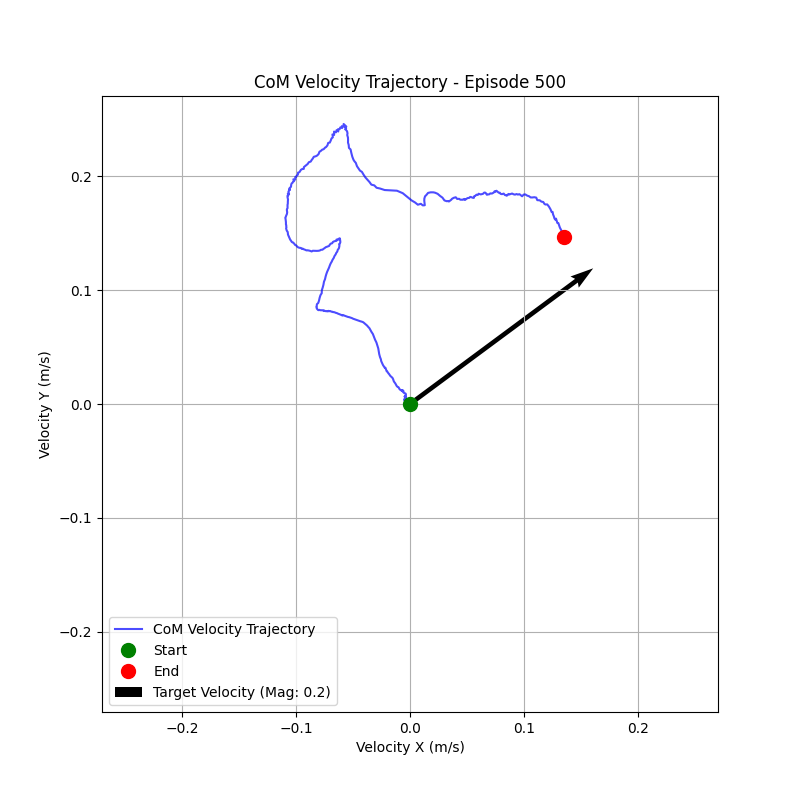 CoM Velocity Trajectory - Episode 500
Velocity Y (m/s)
0.2
0.1
0.0
−0.1
−0.2
CoM Velocity Trajectory
Start
End
Target Velocity (Mag: 0.2)
−0.2
−0.1
0.0
0.1
0.2
Velocity X (m/s)